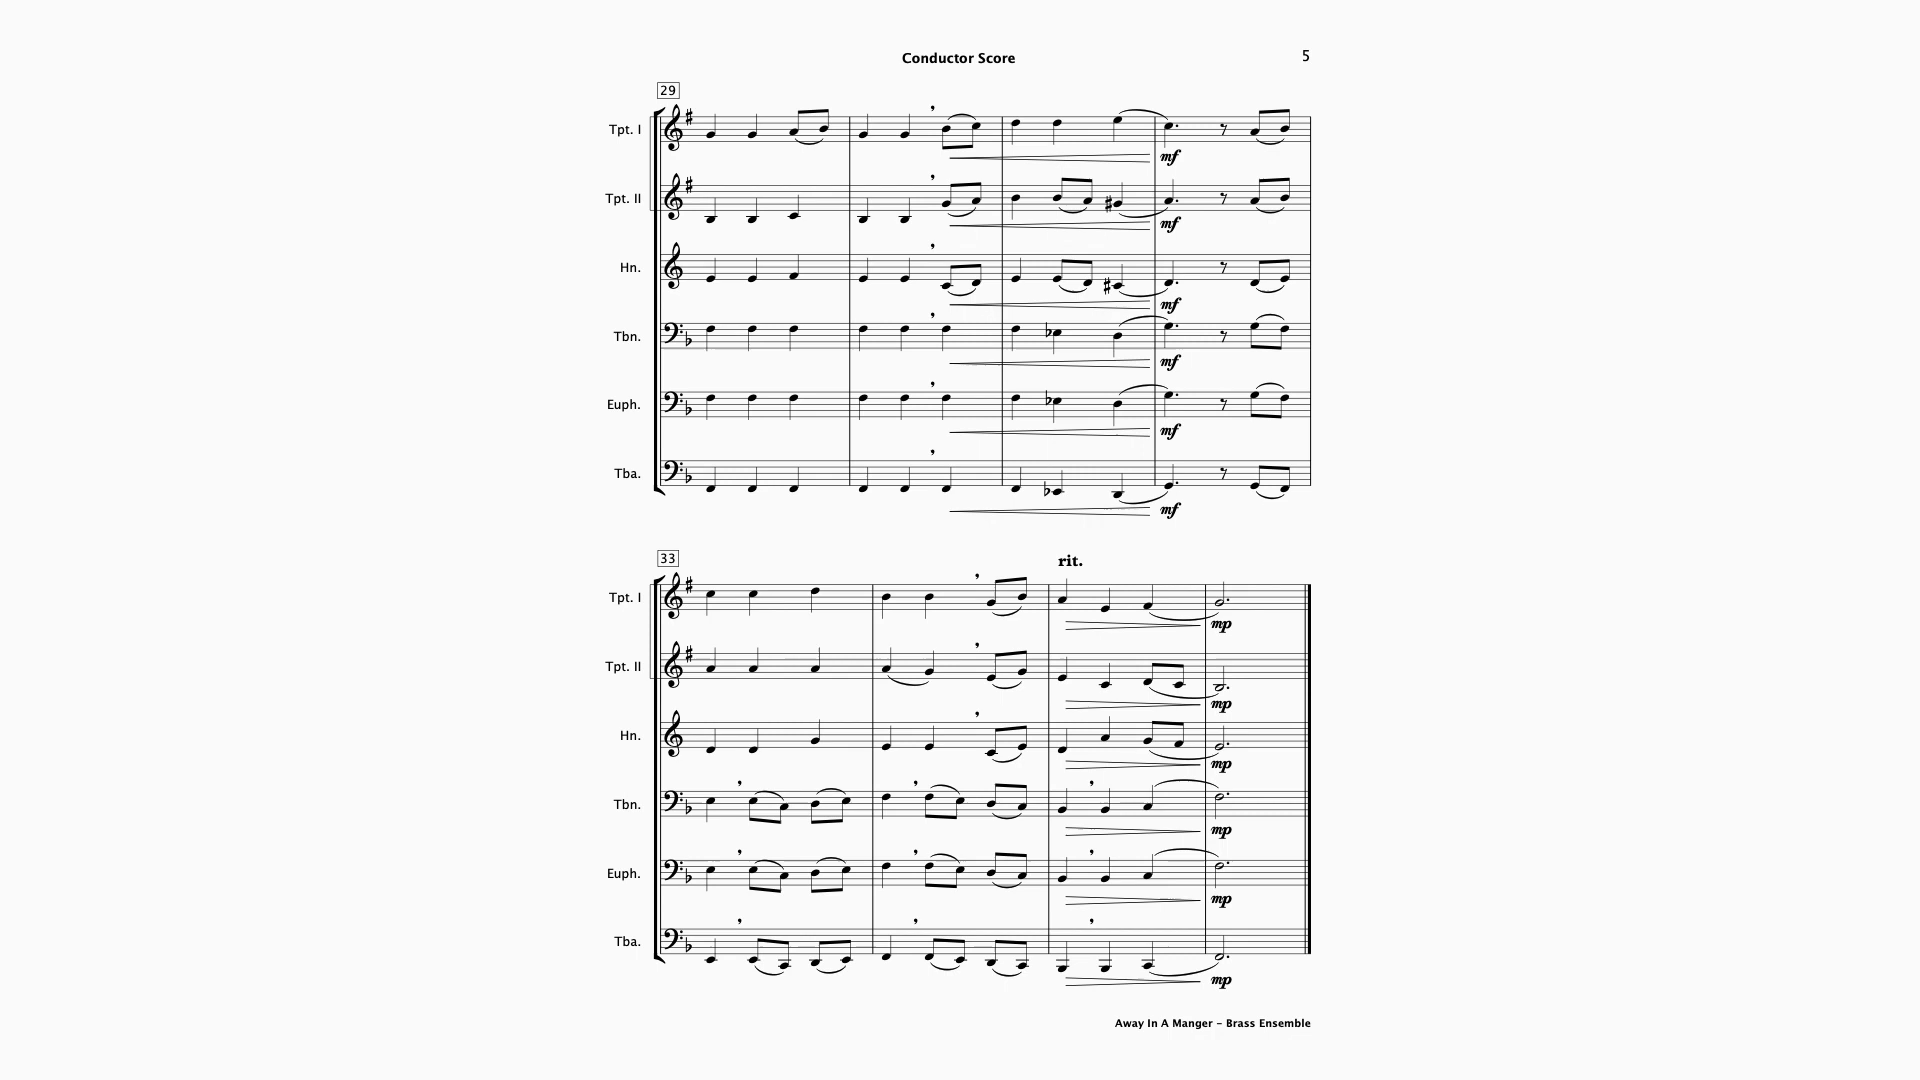 Conductor Score
5
29
Tpt. I
mf
Tpt. II
mf
Hn.
mf
Tbn.
mf
Euph.
mf
Tba.
mf
33
rit.
Tpt. I
mp
Tpt. II
mp
Hn.
mp
Tbn.
mp
Euph.
mp
Tba.
mp
Away In A Manger - Brass Ensemble